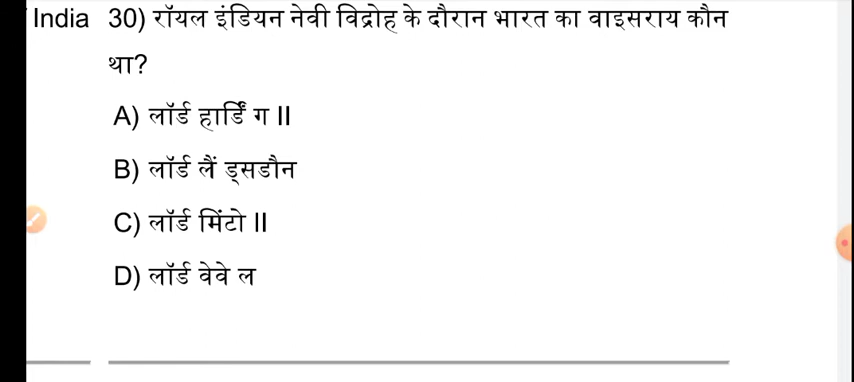 India 30) रॉयल इंडियन नेवी विद्रोह के दौरान भारत का वाइसराय कौन
था?
A) लॉर्ड हार्डिं ग II
B) लॉर्ड लैं ड्सडौन
C) लॉर्ड मिंटो II
D) लॉर्ड वेवे ल